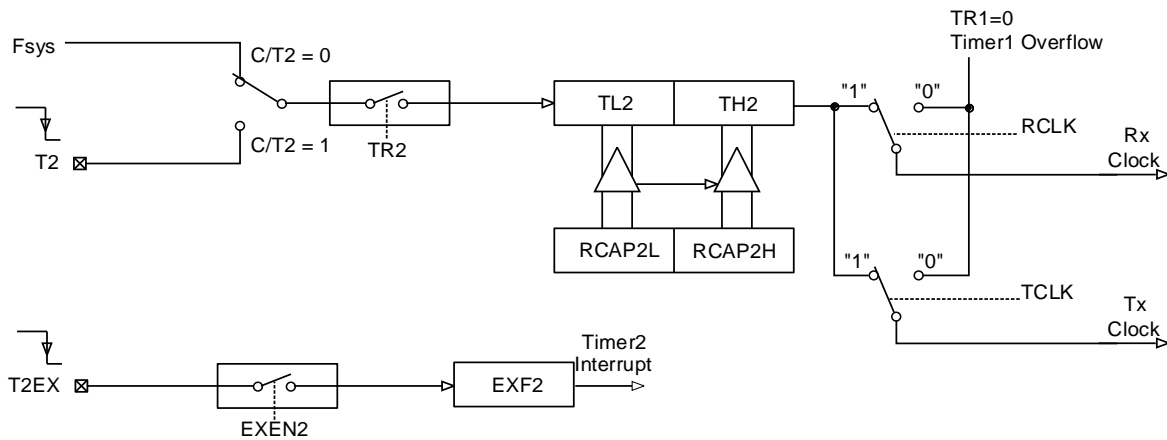 TR1=0
Timer1 Overflow
Fsys
C/T2 = 0
TL2
TH2
"1"
"0"
RCLK
Rx
Clock
T2
C/T2 = 1
TR2
RCAP2L
RCAP2H
"1"
"0"
TCLK
Tx
Clock
Timer2
Interrupt
T2EX
EXF2
EXEN2